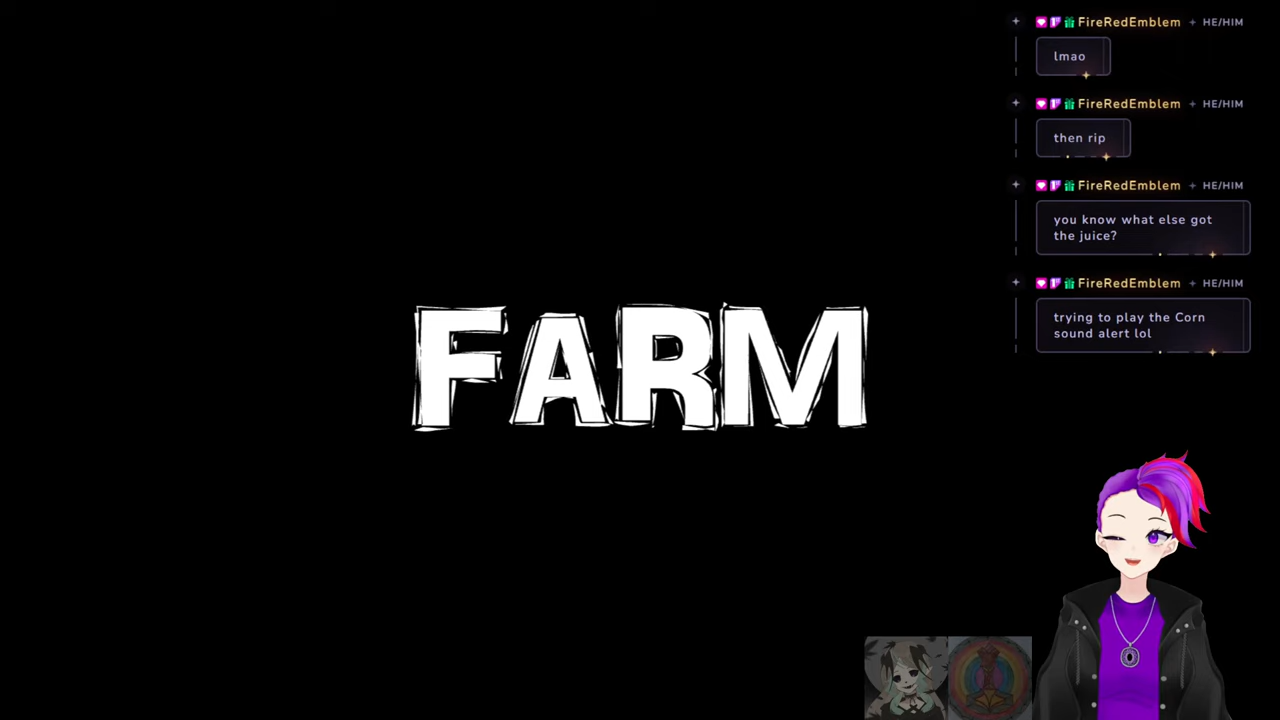 FARM
FireRedEmblem HE/HIM
lmao
FireRedEmblem HE/HIM
then rip
FireRedEmblem HE/HIM
you know what else got
the juice?
FireRedEmblem HE/HIM
trying to play the Corn
sound alert lol